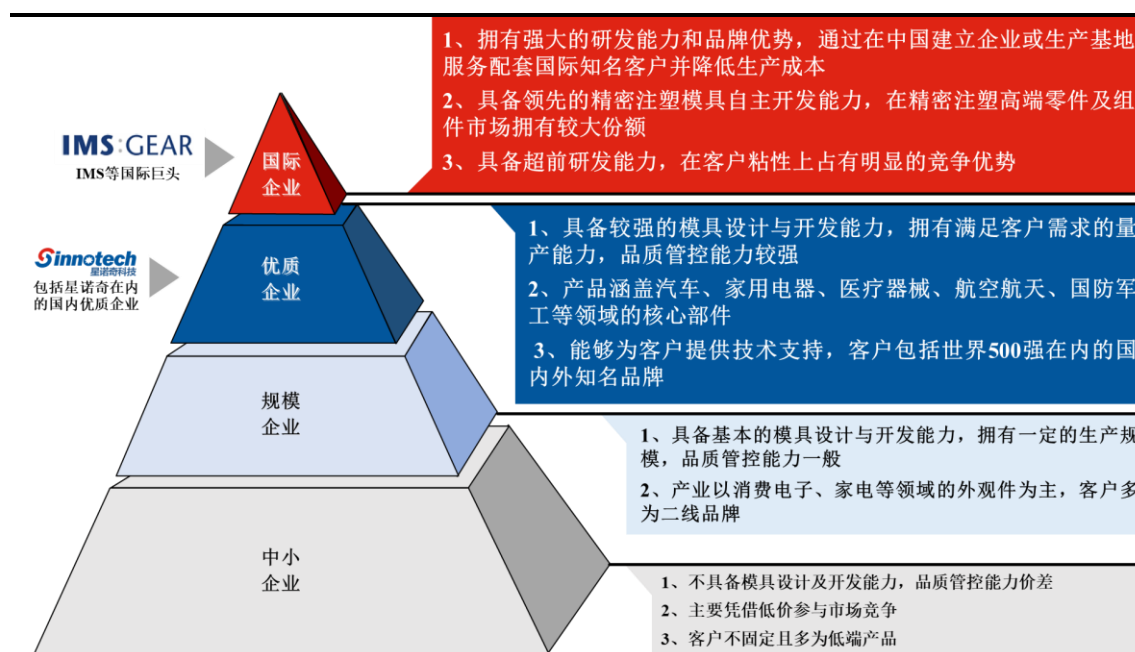 1、拥有强大的研发能力和品牌优势，通过在中国建立企业或生产基地
服务配套国际知名客户并降低生产成本
2、具备领先的精密注塑模具自主开发能力，在精密注塑高端零件及组
件市场拥有较大份额
3、具备超前研发能力，在客户粘性上占有明显的竞争优势
IMS:GEAR
IMS等国际巨头
国际
企业
1、具备较强的模具设计与开发能力，拥有满足客户需求的量
产能力，品质管控能力较强
2、产品涵盖汽车、家用电器、医疗器械、航空航天、国防军
工等领域的核心部件
3、能够为客户提供技术支持，客户包括世界500强在内的国
内外知名品牌
Sinnotech
星诺奇科技
包括星诺奇在内
的国内优质企业
优质
企业
规模
企业
1、具备基本的模具设计与开发能力，拥有一定的生产规
模，品质管控能力一般
2、产业以消费电子、家电等领域的外观件为主，客户多
为二线品牌
中小
企业
1、不具备模具设计及开发能力，品质管控能力价差
2、主要凭借低价参与市场竞争
3、客户不固定且多为低端产品